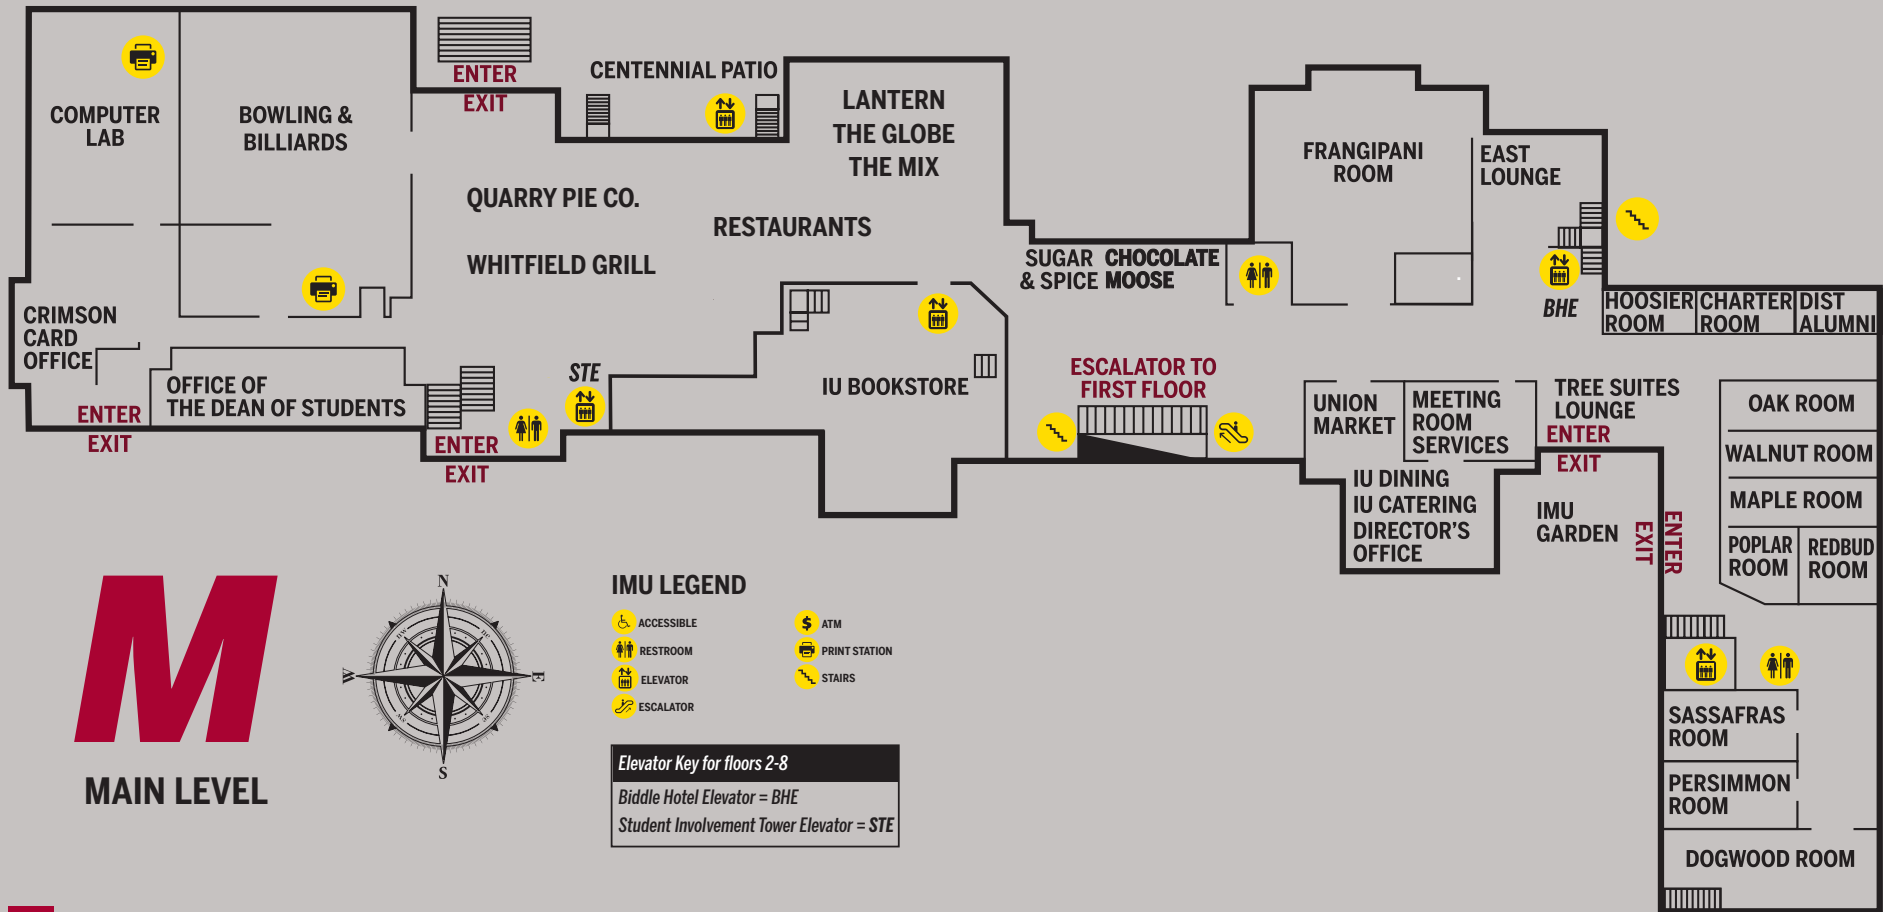 ENTER
EXIT
CENTENNIAL PATIO
COMPUTER
LAB
BOWLING &
BILLIARDS
LANTERN
THE GLOBE
THE MIX
QUARRY PIE CO.
RESTAURANTS
WHITFIELD GRILL
FRANGIPANI
ROOM
EAST
LOUNGE
SUGAR
& SPICE
CHOCOLATE
MOOSE
BHE
HOOSIER
ROOM
CHARTER
ROOM
DIST
ALUMNI
CRIMSON
CARD
OFFICE
OFFICE OF
THE DEAN OF STUDENTS
ENTER
EXIT
ENTER
EXIT
STE
IU BOOKSTORE
ESCALATOR TO
FIRST FLOOR
UNION
MARKET
MEETING
ROOM
SERVICES
TREE SUITES
LOUNGE
ENTER
EXIT
IU DINING
IU CATERING
DIRECTOR'S
OFFICE
IMU
GARDEN
EXIT
ENTER
OAK ROOM
WALNUT ROOM
MAPLE ROOM
POPLAR
ROOM
REDBUD
ROOM
SASSAFRAS
ROOM
PERSIMMON
ROOM
DOGWOOD ROOM
M
MAIN LEVEL
N
E
S
W
IMU LEGEND
ACCESSIBLE
RESTROOM
ELEVATOR
ESCALATOR
$ ATM
PRINT STATION
STAIRS
Elevator Key for floors 2-8
Biddle Hotel Elevator = BHE
Student Involvement Tower Elevator = STE